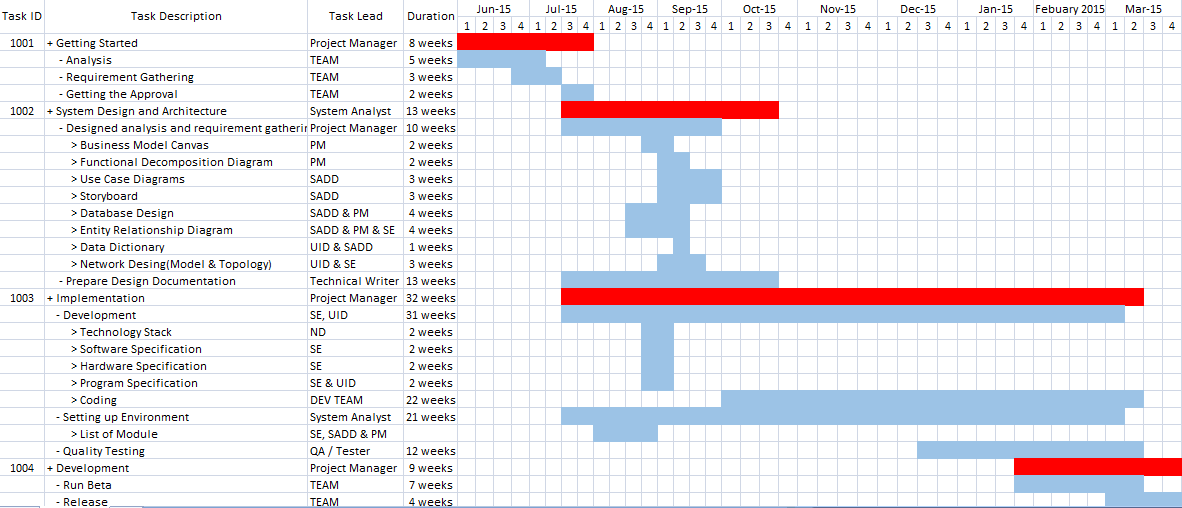 Task ID Task Description Task Lead Duration Jun-15 Jul-15 Aug-15 Sep-15 Oct-15 Nov-15 Dec-15 Jan-15 Febuary 2015 Mar-15
1 2 3 4 1 2 3 4 1 2 3 4 1 2 3 4 1 2 3 4 1 2 3 4 1 2 3 4 1 2 3 4 1 2 3 4 1 2 3 4
1001 + Getting Started Project Manager 8 weeks
- Analysis TEAM 5 weeks
- Requirement Gathering TEAM 3 weeks
- Getting the Approval TEAM 2 weeks
1002 + System Design and Architecture System Analyst 13 weeks
- Designed analysis and requirement gatherin Project Manager 10 weeks
> Business Model Canvas PM 2 weeks
> Functional Decomposition Diagram PM 2 weeks
> Use Case Diagrams SADD 3 weeks
> Storyboard SADD 3 weeks
> Database Design SADD & PM 4 weeks
> Entity Relationship Diagram SADD & PM & SE 4 weeks
> Data Dictionary UID & SADD 1 weeks
> Network Desing(Model & Topology) UID & SE 3 weeks
- Prepare Design Documentation Technical Writer 13 weeks
1003 + Implementation Project Manager 32 weeks
- Development SE, UID 31 weeks
> Technology Stack ND 2 weeks
> Software Specification SE 2 weeks
> Hardware Specification SE 2 weeks
> Program Specification SE & UID 2 weeks
> Coding DEV TEAM 22 weeks
- Setting up Environment System Analyst 21 weeks
> List of Module SE, SADD & PM
- Quality Testing QA / Tester 12 weeks
1004 + Development Project Manager 9 weeks
- Run Beta TEAM 7 weeks
- Release TEAM 4 weeks